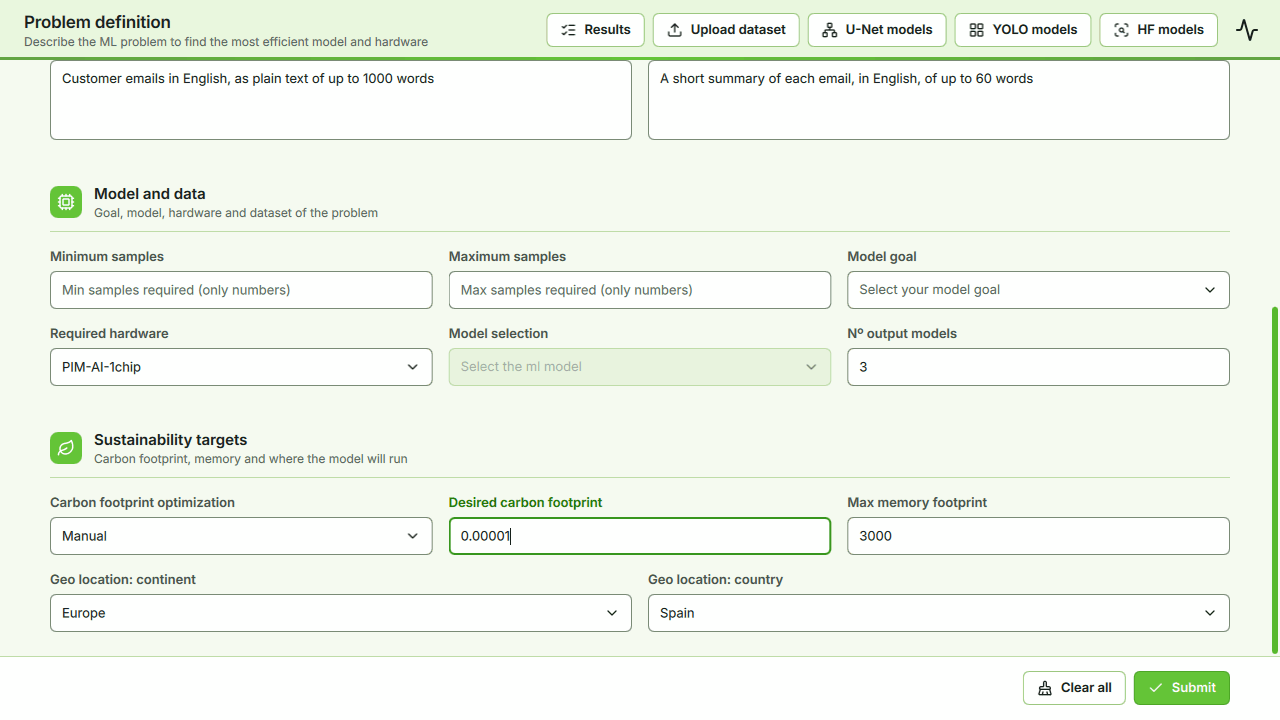 Problem definition
Describe the ML problem to find the most efficient model and hardware
Results
Upload dataset
U-Net models
YOLO models
HF models
Customer emails in English, as plain text of up to 1000 words
A short summary of each email, in English, of up to 60 words
Model and data
Goal, model, hardware and dataset of the problem
Minimum samples
Maximum samples
Model goal
Min samples required (only numbers)
Max samples required (only numbers)
Select your model goal
Required hardware
Model selection
Nº output models
PIM-AI-1chip
Select the ml model
3
Sustainability targets
Carbon footprint, memory and where the model will run
Carbon footprint optimization
Desired carbon footprint
Max memory footprint
Manual
0.00001
3000
Geo location: continent
Geo location: country
Europe
Spain
Clear all
Submit